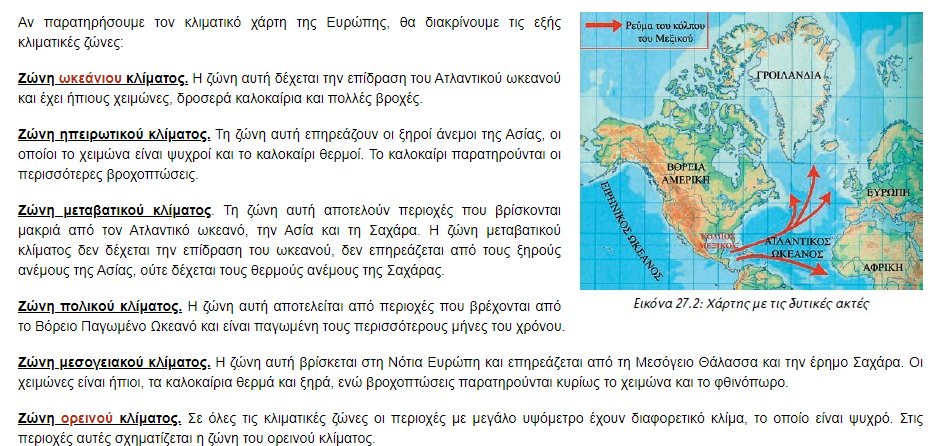 Αν παρατηρήσουμε τον κλιματικό χάρτη της Ευρώπης, θα διακρίνουμε τις εξής
κλιματικές ζώνες:
Ζώνη ωκεάνιου κλίματος. Η ζώνη αυτή δέχεται την επίδραση του Ατλαντικού ωκεανού
και έχει ήπιους χειμώνες, δροσερά καλοκαίρια και πολλές βροχές.
Ζώνη ηπειρωτικού κλίματος. Τη ζώνη αυτή επηρεάζουν οι ξηροί άνεμοι της Ασίας, οι
οποίοι το χειμώνα είναι ψυχροί και το καλοκαίρι θερμοί. Το καλοκαίρι παρατηρούνται οι
περισσότερες βροχοπτώσεις.
Ζώνη μεταβατικού κλίματος. Τη ζώνη αυτή αποτελούν περιοχές που βρίσκονται
μακριά από τον Ατλαντικό ωκεανό, την Ασία και τη Σαχάρα. Η ζώνη μεταβατικού
κλίματος δεν δέχεται την επίδραση του ωκεανού, δεν επηρεάζεται από τους ξηρούς
ανέμους της Ασίας, ούτε δέχεται τους θερμούς ανέμους της Σαχάρας.
Ζώνη πολικού κλίματος. Η ζώνη αυτή αποτελείται από περιοχές που βρέχονται από
το Βόρειο Παγωμένο Ωκεανό και είναι παγωμένη τους περισσότερους μήνες του χρόνου.
Ζώνη μεσογειακού κλίματος. Η ζώνη αυτή βρίσκεται στη Νότια Ευρώπη και επηρεάζεται από τη Μεσόγειο Θάλασσα και την έρημο Σαχάρα. Οι
χειμώνες είναι ήπιοι, τα καλοκαίρια θερμά και ξηρά, ενώ βροχοπτώσεις παρατηρούνται κυρίως το χειμώνα και το φθινόπωρο.
Ζώνη ορεινού κλίματος. Σε όλες τις κλιματικές ζώνες οι περιοχές με μεγάλο υψόμετρο έχουν διαφορετικό κλίμα, το οποίο είναι ψυχρό. Στις
περιοχές αυτές σχηματίζεται η ζώνη του ορεινού κλίματος.
Ρεύμα του κόλπου
του Μεξικού
ΓΡΟΙΛΑΝΔΙΑ
ΒΟΡΕΙΑ
ΑΜΕΡΙΚΗ
ΕΥΡΩΠΗ
ΕΙΡΗΝΙΚΟΣ ΩΚΕΑΝΟΣ
ΚΟΛΠΟΣ
ΜΕΞΙΚΟΥ
ΑΤΛΑΝΤΙΚΟΣ
ΩΚΕΑΝΟΣ
ΑΦΡΙΚΗ
Εικόνα 27.2: Χάρτης με τις δυτικές ακτές